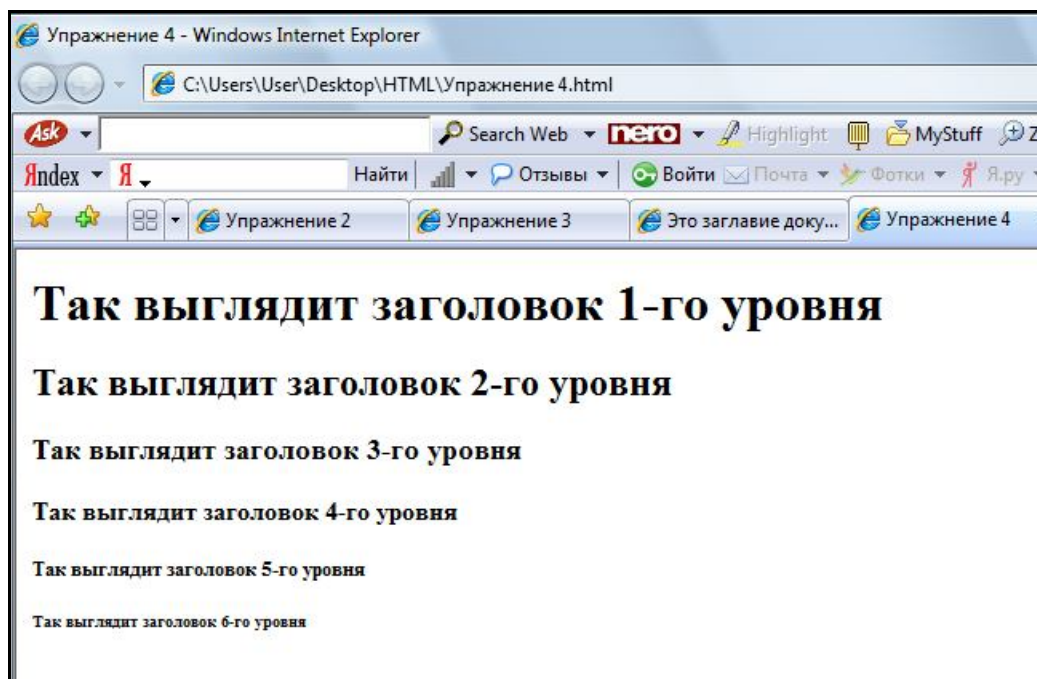 Упражнение 4 - Windows Internet Explorer
C:\Users\User\Desktop\HTML\Упражнение 4.html
Ask Search Web nero Highlight MyStuff Z
Яndex Я Найти Отзывы Войти Почта Фотки Я.ру
Упражнение 2 Упражнение 3 Это заглавие доку... Упражнение 4
Так выглядит заголовок 1-го уровня
Так выглядит заголовок 2-го уровня
Так выглядит заголовок 3-го уровня
Так выглядит заголовок 4-го уровня
Так выглядит заголовок 5-го уровня
Так выглядит заголовок 6-го уровня